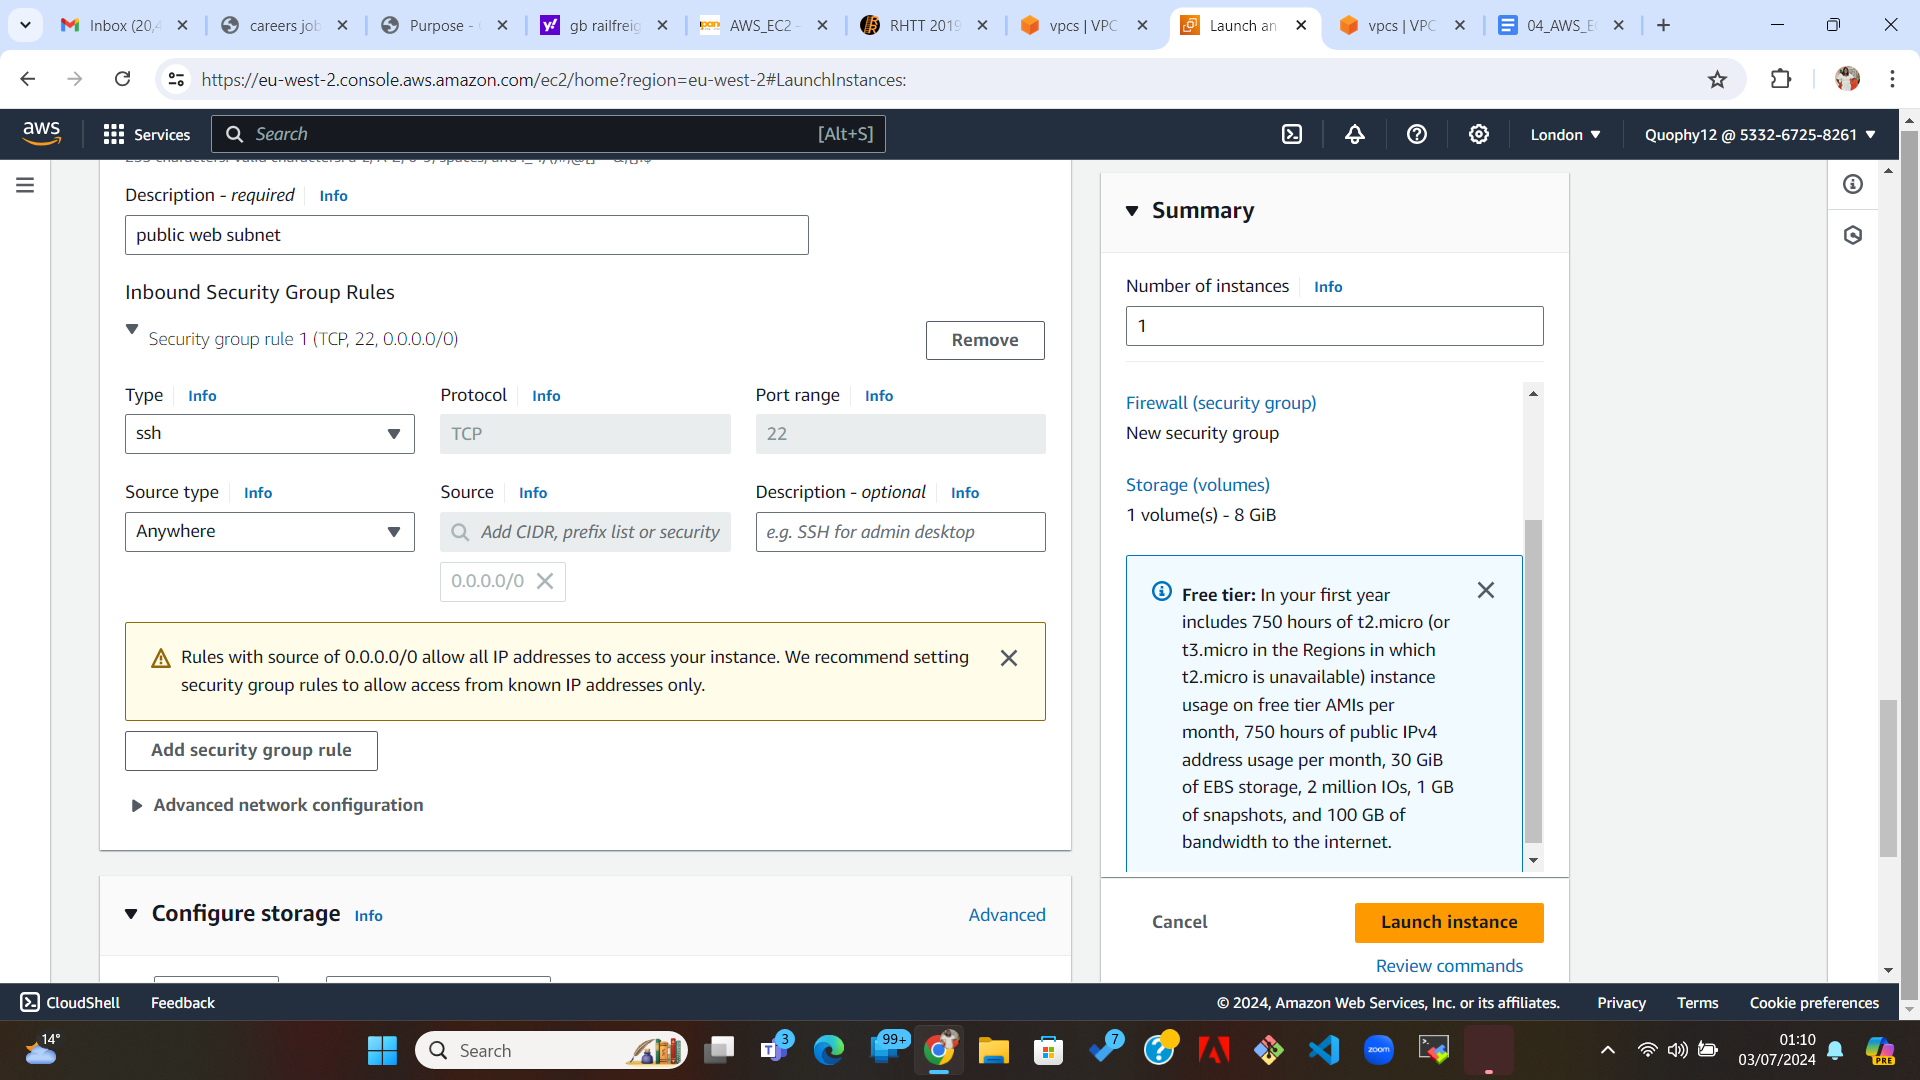 Inbox (20,4
careers job
Purpose - G
gb railfreig
AWS_EC2 -
RHTT 2019
vpcs | VPC
Launch an
vpcs | VPC
04_AWS_E
https://eu-west-2.console.aws.amazon.com/ec2/home?region=eu-west-2#LaunchInstances:
aws
Services
Search
[Alt+S]
London
Quophy12 @ 5332-6725-8261
Description - required
Info
public web subnet
Inbound Security Group Rules
Security group rule 1 (TCP, 22, 0.0.0.0/0)
Remove
Type
Info
Protocol
Info
Port range
Info
ssh
TCP
22
Source type
Info
Source
Info
Description - optional
Info
Anywhere
Add CIDR, prefix list or security
e.g. SSH for admin desktop
0.0.0.0/0
Rules with source of 0.0.0.0/0 allow all IP addresses to access your instance. We recommend setting
security group rules to allow access from known IP addresses only.
Add security group rule
Advanced network configuration
Configure storage
Info
Advanced
Summary
Number of instances
Info
1
Firewall (security group)
New security group
Storage (volumes)
1 volume(s) - 8 GiB
Free tier: In your first year
includes 750 hours of t2.micro (or
t3.micro in the Regions in which
t2.micro is unavailable) instance
usage on free tier AMIs per
month, 750 hours of public IPv4
address usage per month, 30 GiB
of EBS storage, 2 million IOs, 1 GB
of snapshots, and 100 GB of
bandwidth to the internet.
Cancel
Launch instance
Review commands
CloudShell
Feedback
© 2024, Amazon Web Services, Inc. or its affiliates.
Privacy
Terms
Cookie preferences
14°
Search
3
99+
7
zoom
01:10
03/07/2024
PRE